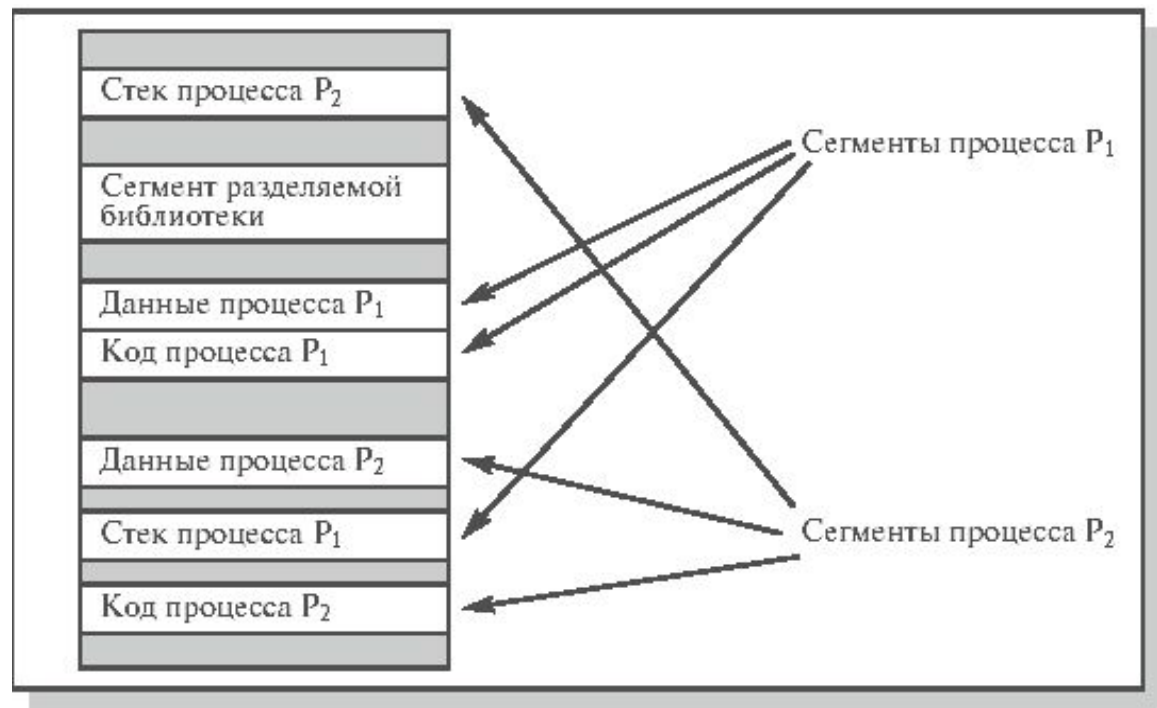 Стек процесса P₂
Сегмент разделяемой
библиотеки
Данные процесса P₁
Код процесса P₁
Данные процесса P₂
Стек процесса P₁
Код процесса P₂
Сегменты процесса P₁
Сегменты процесса P₂